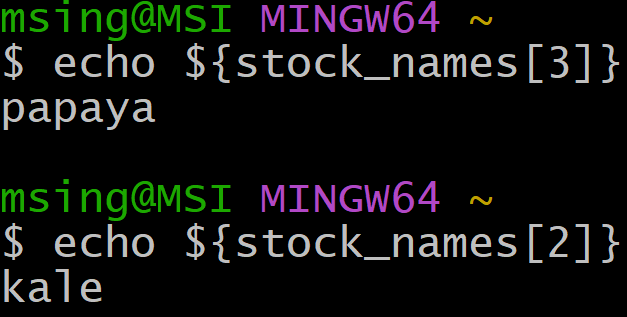 msing@MSI MINGW64 ~
$ echo ${stock_names[3]}
papaya
msing@MSI MINGW64 ~
$ echo ${stock_names[2]}
kale